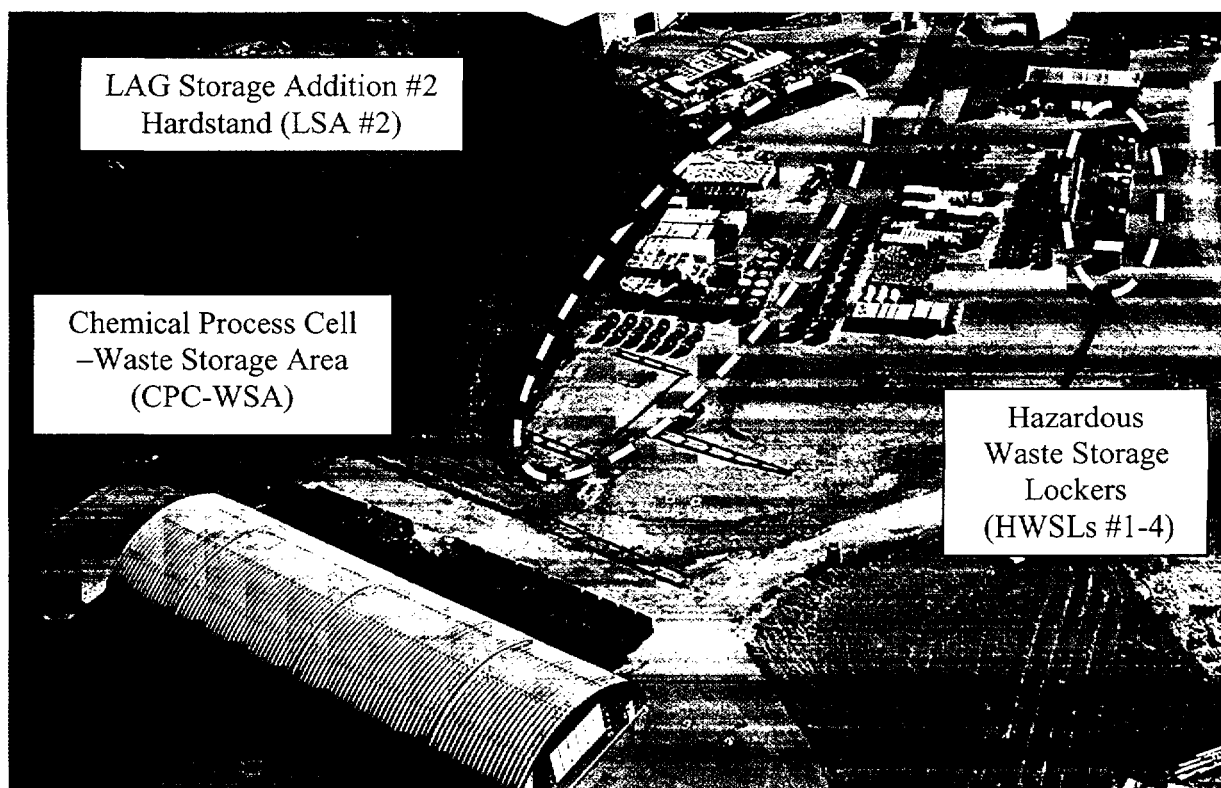 LAG Storage Addition #2
Hardstand (LSA #2)
Chemical Process Cell
–Waste Storage Area
(CPC-WSA)
Hazardous
Waste Storage
Lockers
(HWSLs #1-4)